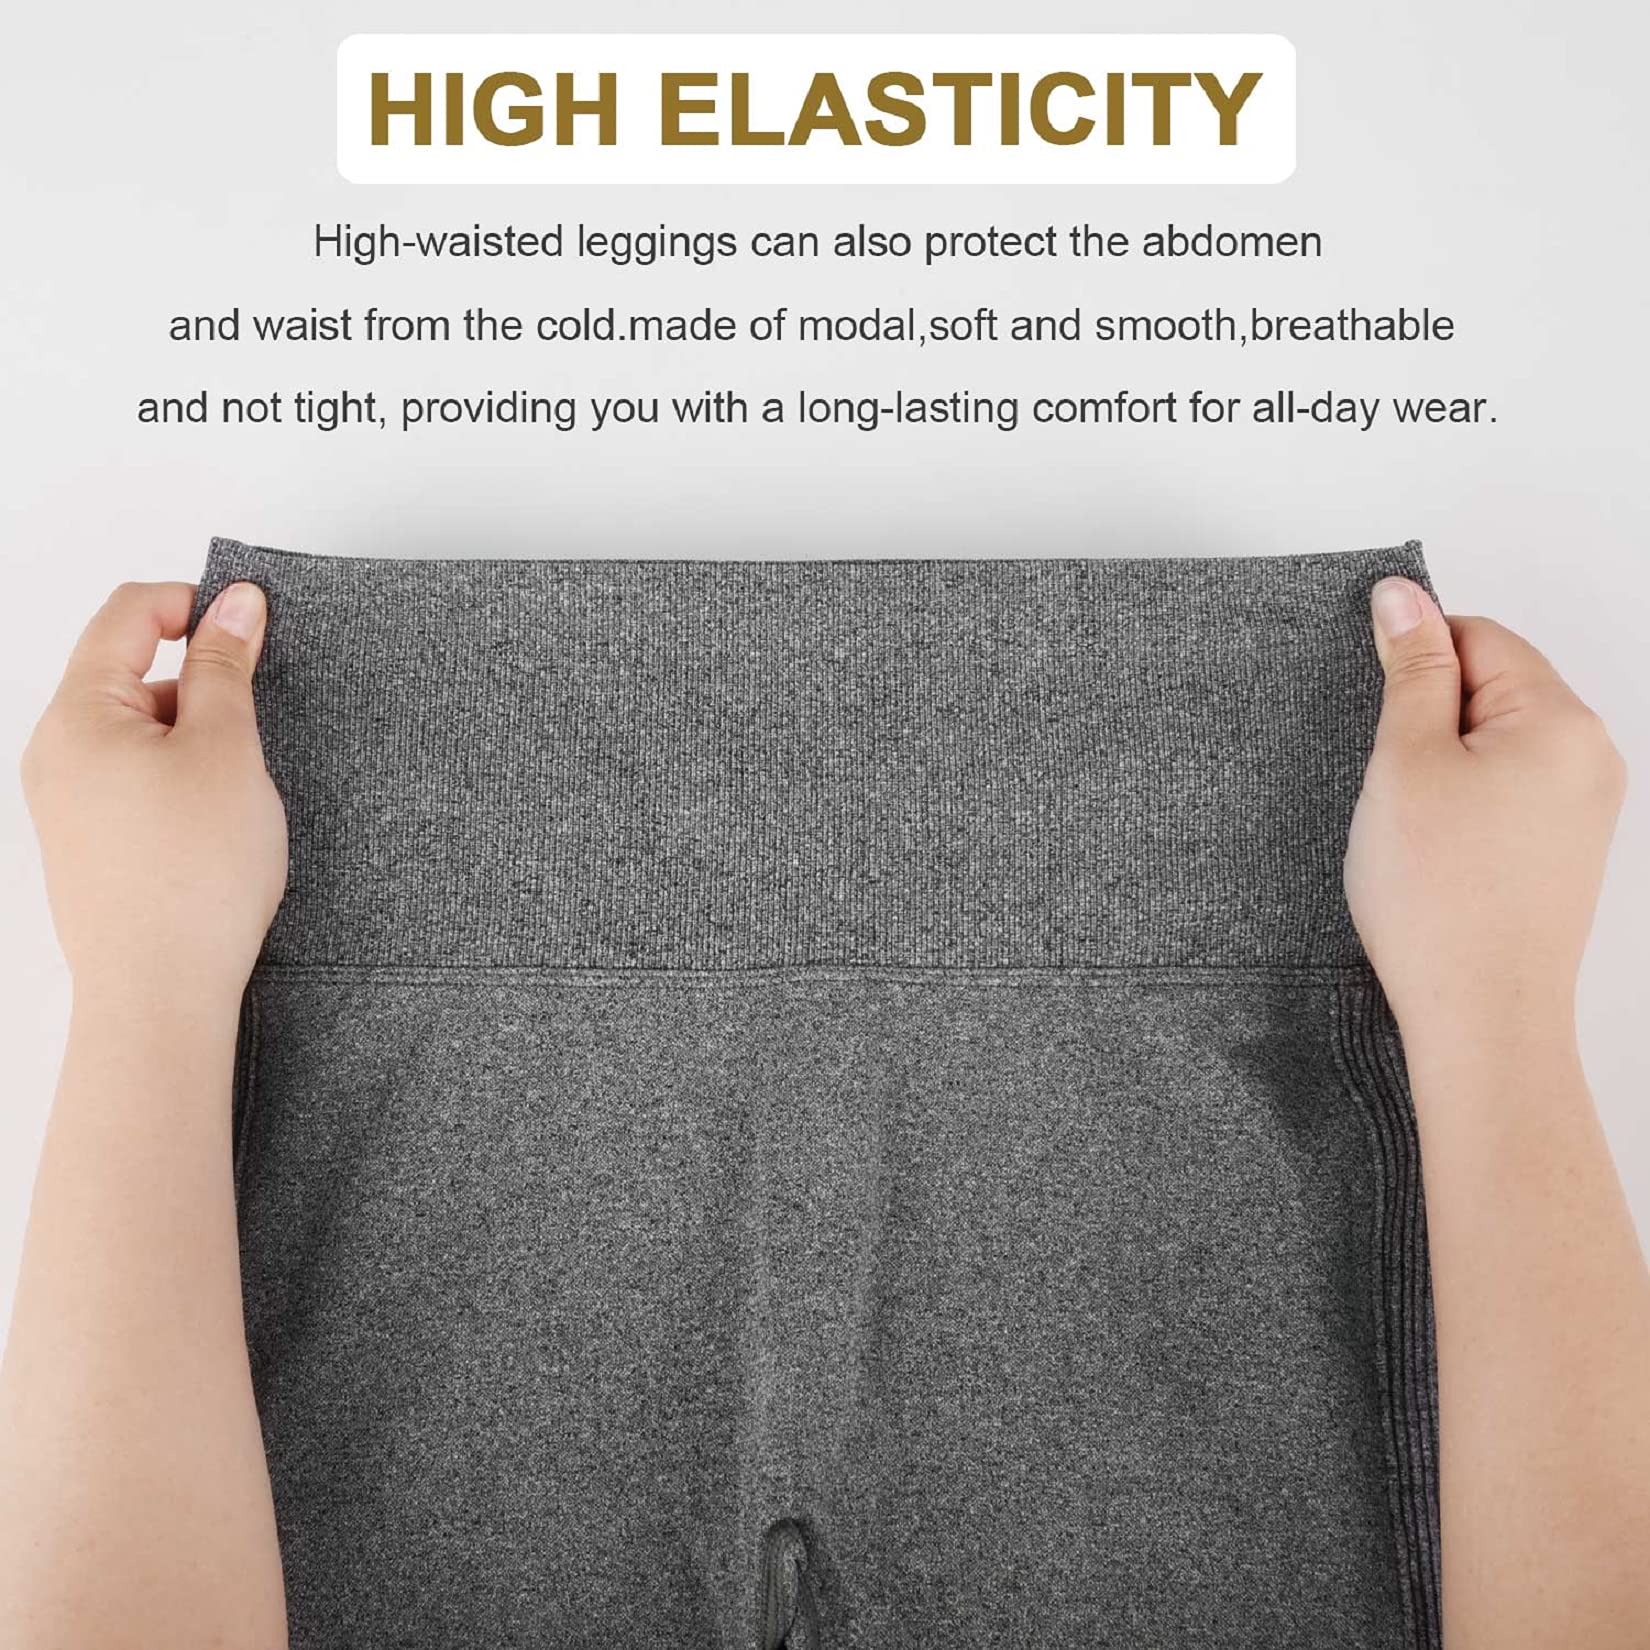 HIGH ELASTICITY
High-waisted leggings can also protect the abdomen
and waist from the cold.made of modal,soft and smooth,breathable
and not tight, providing you with a long-lasting comfort for all-day wear.